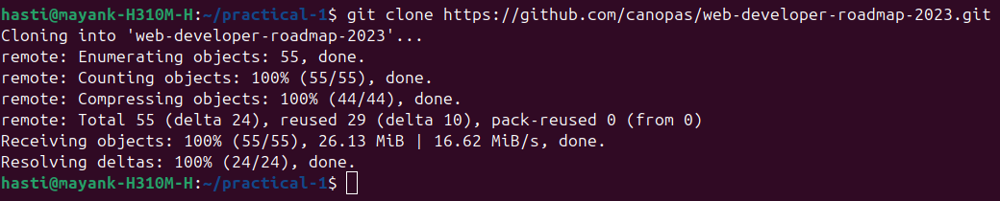 hasti@mayank-H310M-H:~/practical-1$ git clone https://github.com/canopas/web-developer-roadmap-2023.git
Cloning into 'web-developer-roadmap-2023'...
remote: Enumerating objects: 55, done.
remote: Counting objects: 100% (55/55), done.
remote: Compressing objects: 100% (44/44), done.
remote: Total 55 (delta 24), reused 29 (delta 10), pack-reused 0 (from 0)
Receiving objects: 100% (55/55), 26.13 MiB | 16.62 MiB/s, done.
Resolving deltas: 100% (24/24), done.
hasti@mayank-H310M-H:~/practical-1$